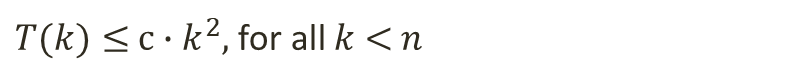 T(k) ≤ c · k², for all k < n